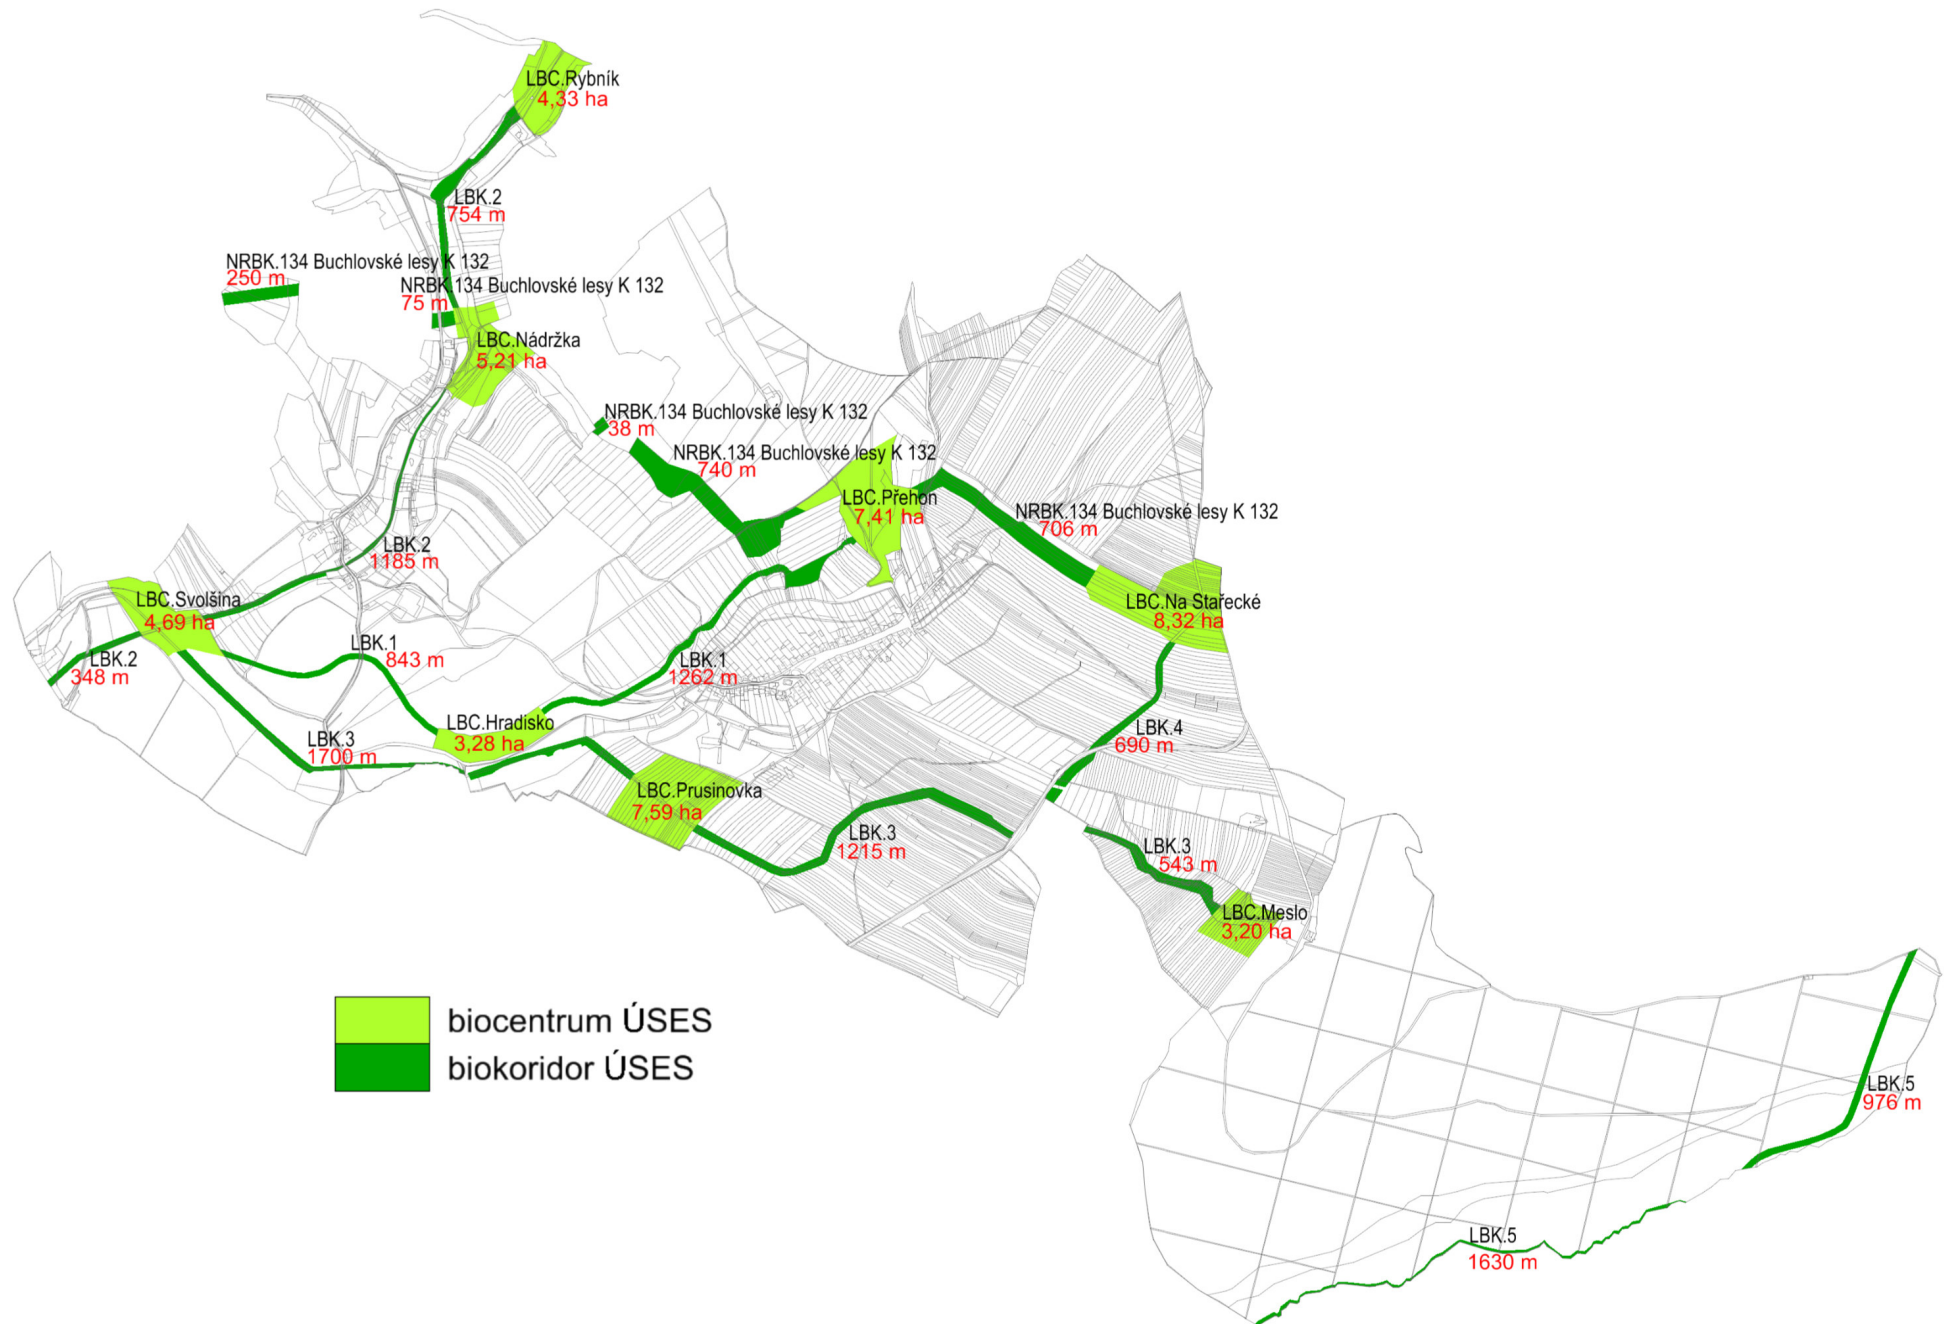 LBC.Rybník
4,33 ha
LBK.2
754 m
NRBK.134 Buchlovské lesy K 132
250 m
NRBK.134 Buchlovské lesy K 132
75 m
LBC.Nádržka
5,21 ha
NRBK.134 Buchlovské lesy K 132
38 m
NRBK.134 Buchlovské lesy K 132
740 m
LBC.Přehon
7,41 ha
NRBK.134 Buchlovské lesy K 132
706 m
LBK.2
1185 m
LBC.Svolšina
4,69 ha
LBC.Na Stařecké
8,32 ha
LBK.2
348 m
LBK.1
843 m
LBK.1
1262 m
LBC.Hradisko
3,28 ha
LBK.3
1700 m
LBK.4
690 m
LBC.Prusinovka
7,59 ha
LBK.3
1215 m
LBK.3
543 m
LBC.Meslo
3,20 ha
biocentrum ÚSES
biokoridor ÚSES
LBK.5
976 m
LBK.5
1630 m